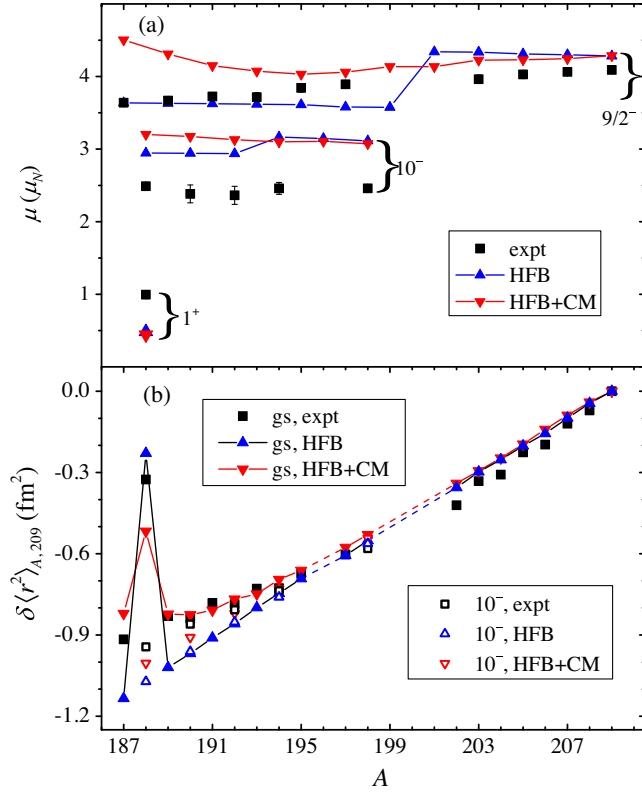 (a)
4
3
2
1
μ (μ_N)
9/2⁻
10⁻
1⁺
expt
HFB
HFB+CM
(b)
0.0
-0.3
-0.6
-0.9
-1.2
δ⟨r²⟩_A,209 (fm²)
gs, expt
gs, HFB
gs, HFB+CM
10⁻, expt
10⁻, HFB
10⁻, HFB+CM
187 191 195 199 203 207
A